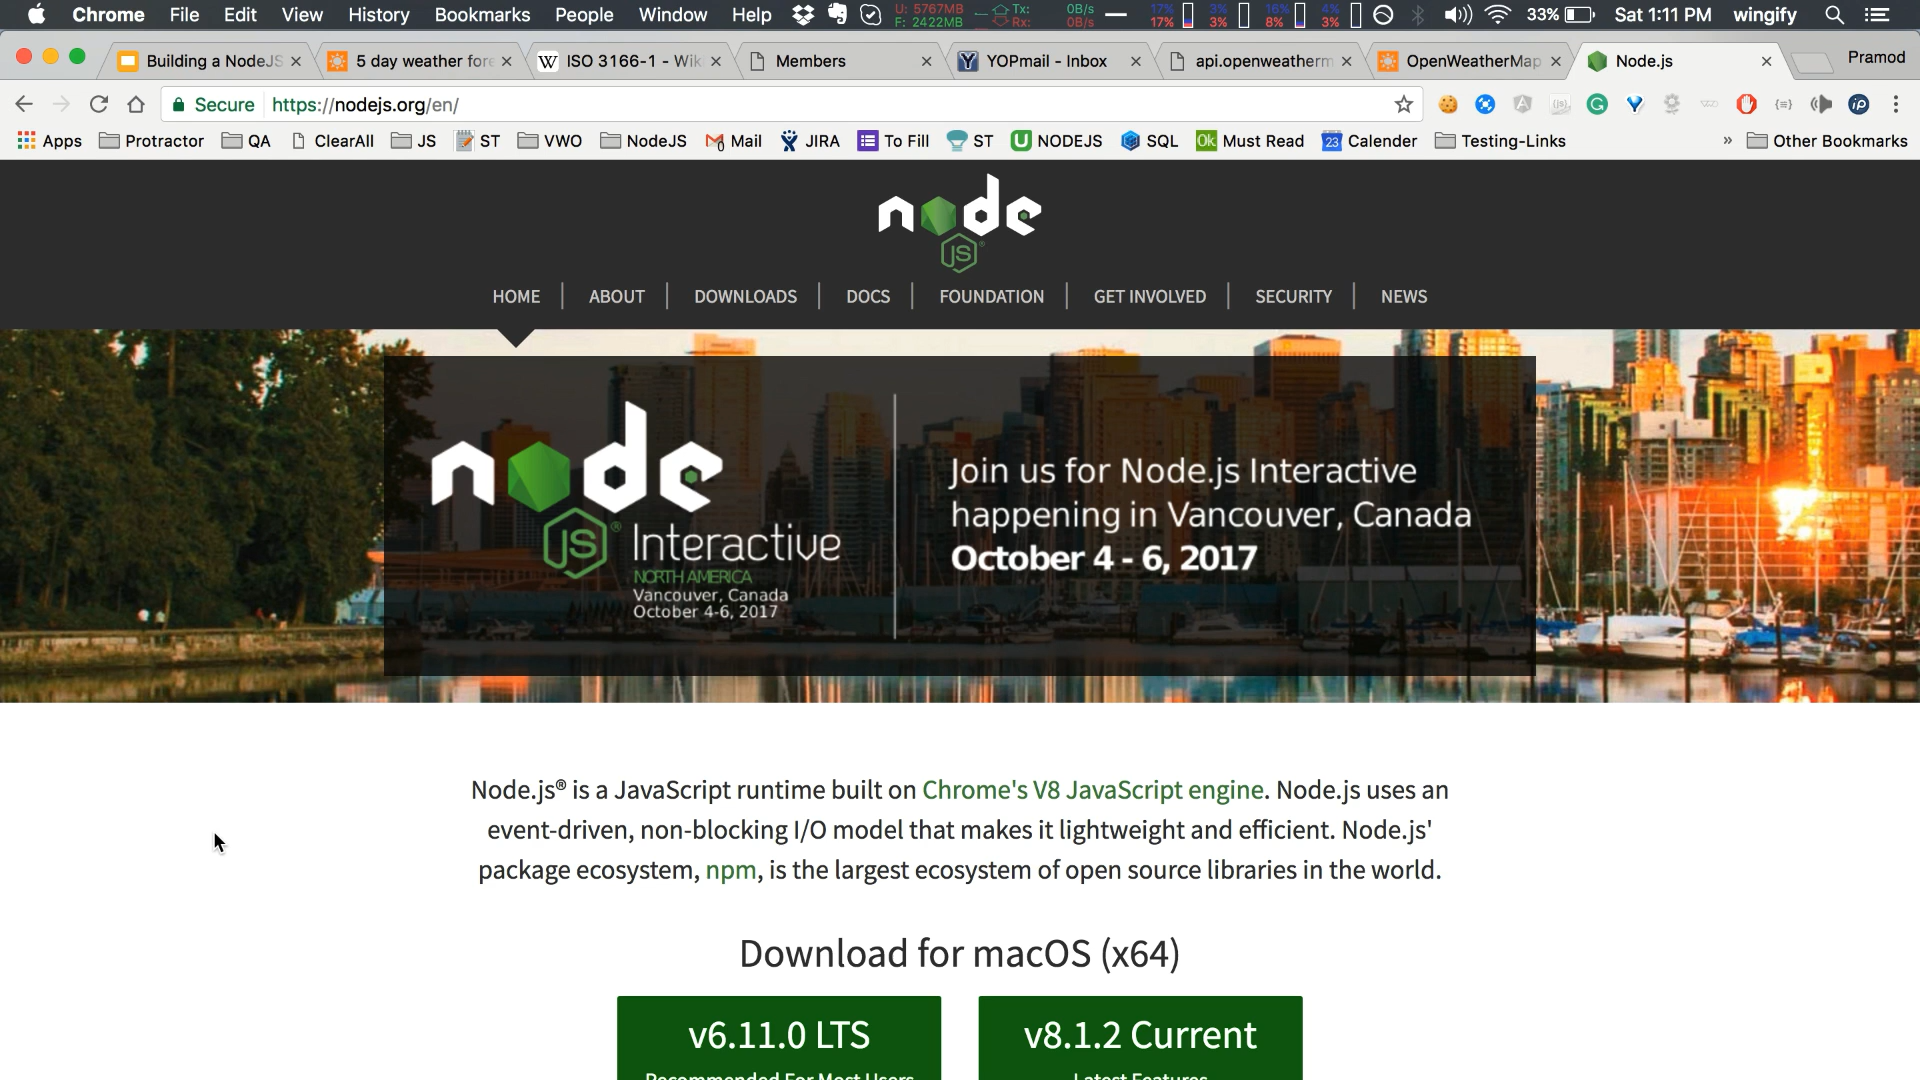 Chrome File Edit View History Bookmarks People Window Help U: 5767MB F: 2422MB Tx: 0B/s Rx: 0B/s 17% 17% 3% 3% 16% 8% 4% 3% 33% Sat 1:11 PM wingify
Building a NodeJS 5 day weather fore ISO 3166-1 - Wik Members YOPmail - Inbox api.openweatherm OpenWeatherMap Node.js Pramod
Secure https://nodejs.org/en/
Apps Protractor QA ClearAll JS ST VWO NodeJS Mail JIRA To Fill ST NODEJS SQL Must Read 23 Calender Testing-Links » Other Bookmarks
node
JS
HOME ABOUT DOWNLOADS DOCS FOUNDATION GET INVOLVED SECURITY NEWS
node
JS® Interactive
NORTH AMERICA
Vancouver, Canada
October 4-6, 2017
Join us for Node.js Interactive
happening in Vancouver, Canada
October 4 - 6, 2017
Node.js® is a JavaScript runtime built on Chrome's V8 JavaScript engine. Node.js uses an
event-driven, non-blocking I/O model that makes it lightweight and efficient. Node.js'
package ecosystem, npm, is the largest ecosystem of open source libraries in the world.
Download for macOS (x64)
v6.11.0 LTS
Recommended For Most Users
v8.1.2 Current
Latest Features